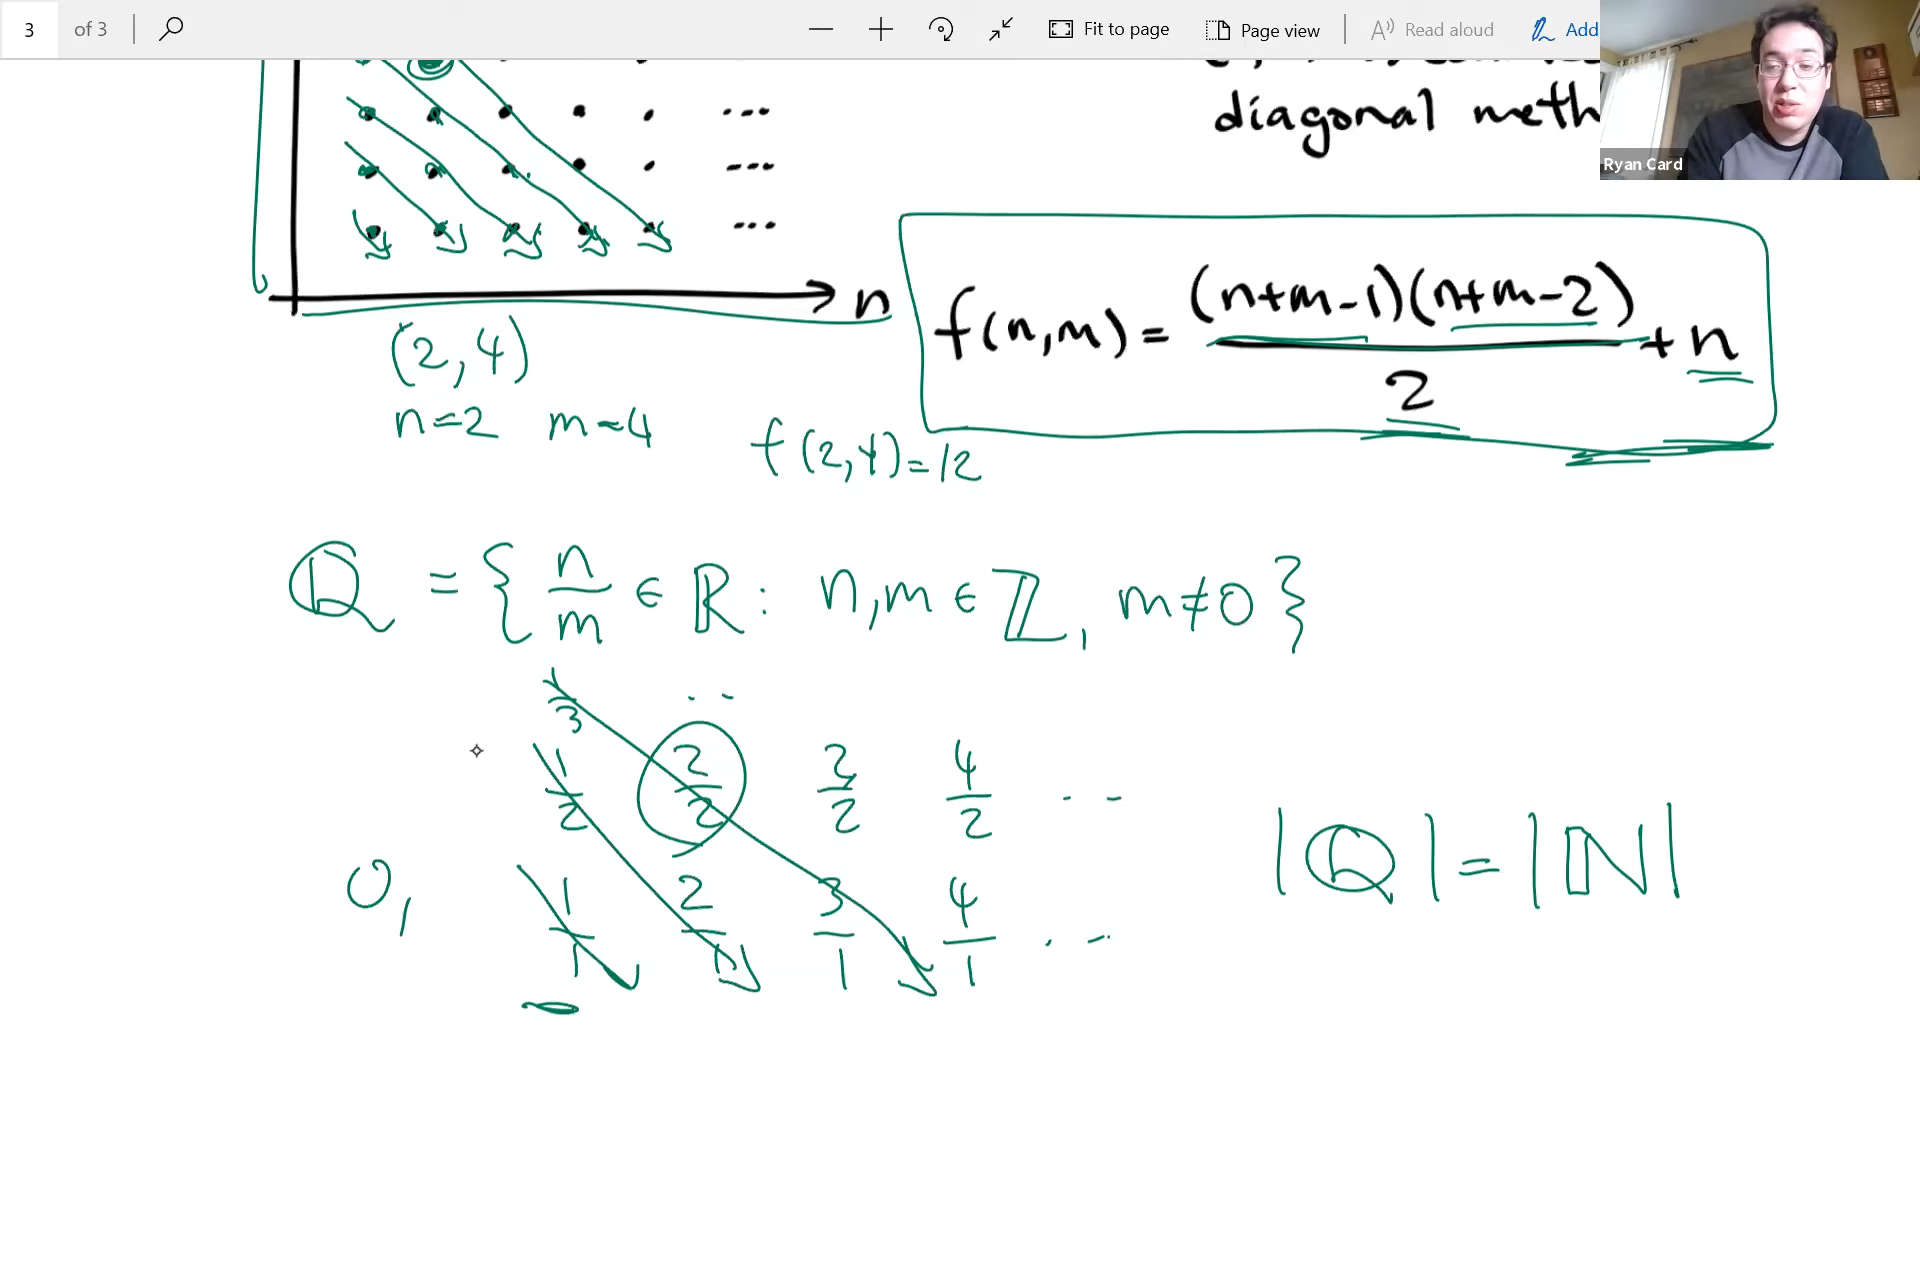 3 of 3 Fit to page Page view Read aloud Add
diagonal meth
Ryan Card
...
---
...
n
f(n,m) = (n+m-1)(n+m-2)/2 + n
(2,4)
n=2 m=4
f(2,4)=12
ℚ = { n/m ∈ ℝ : n,m ∈ ℤ, m≠0 }
1/3 ..
1/2 2/2 3/2 4/2 ..
0, 1/1 2/1 3/1 4/1 ..
|ℚ| = |ℕ|